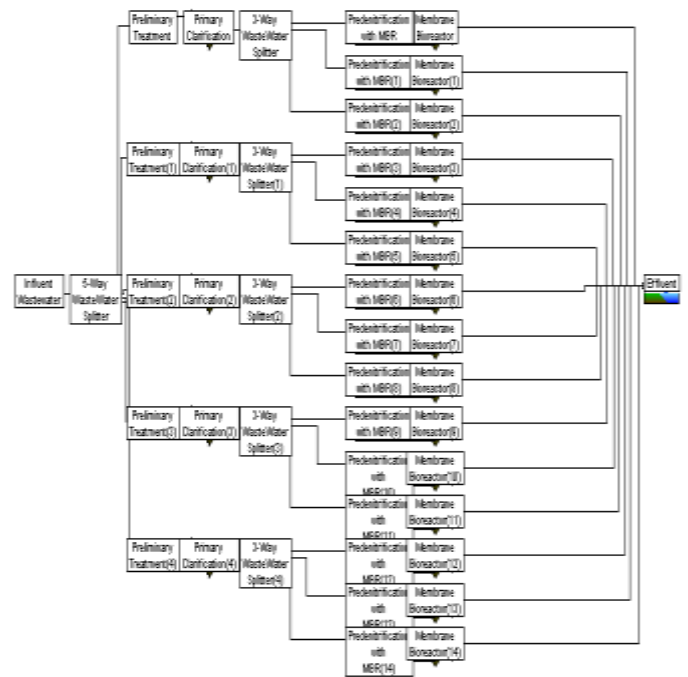 Preliminary
Treatment
Primary
Clarification
3-Way
WasteWater
Splitter
Predenitrification
with MBR
Membrane
Bioreactor
Predenitrification
with MBR(1)
Membrane
Bioreactor(1)
Predenitrification
with MBR(2)
Membrane
Bioreactor(2)
Preliminary
Treatment(1)
Primary
Clarification(1)
3-Way
WasteWater
Splitter(1)
Predenitrification
with MBR(3)
Membrane
Bioreactor(3)
Predenitrification
with MBR(4)
Membrane
Bioreactor(4)
Predenitrification
with MBR(5)
Membrane
Bioreactor(5)
Influent
Wastewater
5-Way
WasteWater
Splitter
Preliminary
Treatment(2)
Primary
Clarification(2)
3-Way
WasteWater
Splitter(2)
Predenitrification
with MBR(6)
Membrane
Bioreactor(6)
Effluent
Predenitrification
with MBR(7)
Membrane
Bioreactor(7)
Predenitrification
with MBR(8)
Membrane
Bioreactor(8)
Preliminary
Treatment(3)
Primary
Clarification(3)
3-Way
WasteWater
Splitter(3)
Predenitrification
with MBR(9)
Membrane
Bioreactor(9)
Predenitrificatio
with
Membrane
Bioreactor(10)
Predenitrificatio
with
Membrane
Bioreactor(11)
Preliminary
Treatment(4)
Primary
Clarification(4)
3-Way
WasteWater
Splitter(4)
Predenitrificatio
with
Membrane
Bioreactor(12)
Predenitrificatio
with
Membrane
Bioreactor(13)
Predenitrificatio
with
MBR(14)
Membrane
Bioreactor(14)